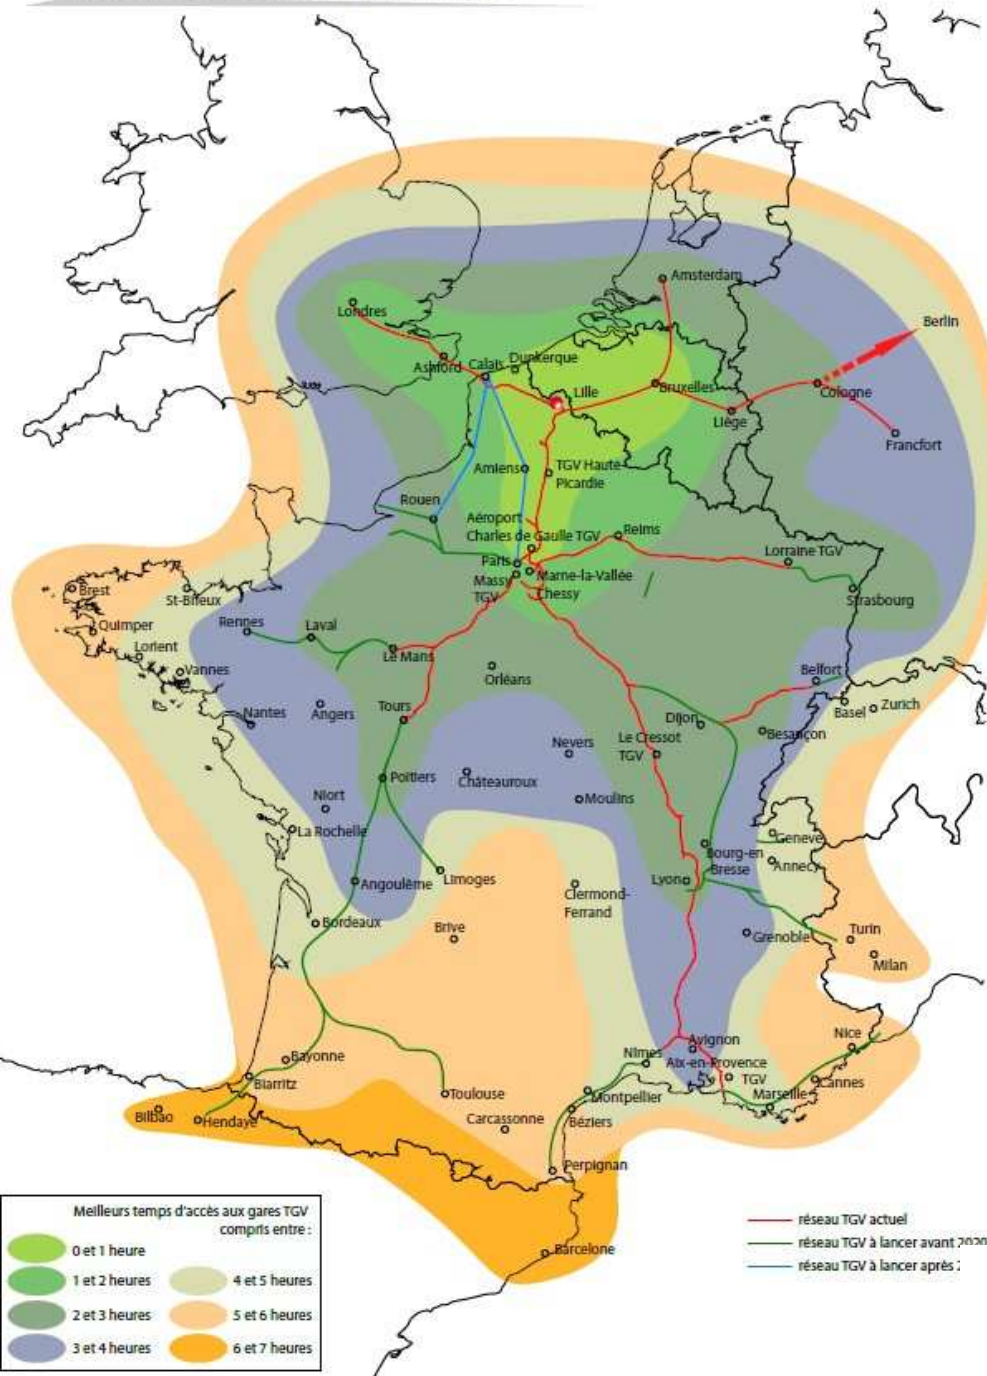 Amsterdam
Londres
Berlin
Ashford
Calais
Dunkerque
Lille
Bruxelles
Cologne
Liège
Francfort
Amiens
TGV Haute
Picardie
Rouen
Aéroport
Charles de Gaulle TGV
Reims
Lorraine TGV
Paris
Massy
TGV
Marne-la-Vallée
Chessy
Strasbourg
Brest
St-Brieux
Quimper
Rennes
Laval
Lorient
Le Mans
Vannes
Orléans
Belfort
Nantes
Angers
Tours
Dijon
Basel
Zurich
Nevers
Le Cressot
TGV
Besançon
Poitiers
Châteauroux
Niort
Moulins
La Rochelle
Geneve
Bourg-en
Bresse
Annecy
Angoulème
Limoges
Lyon
Clermond-
Ferrand
Bordeaux
Brive
Grenoble
Turin
Milan
Nice
Avignon
Nîmes
Aix-en-Provence
TGV
Bayonne
Biarritz
Cannes
Toulouse
Montpellier
Marseille
Bilbao
Hendaye
Carcassonne
Béziers
Perpignan
Barcelone
Meilleurs temps d'accès aux gares TGV
compris entre :
0 et 1 heure
1 et 2 heures
4 et 5 heures
2 et 3 heures
5 et 6 heures
3 et 4 heures
6 et 7 heures
réseau TGV actuel
réseau TGV à lancer avant 2020
réseau TGV à lancer après